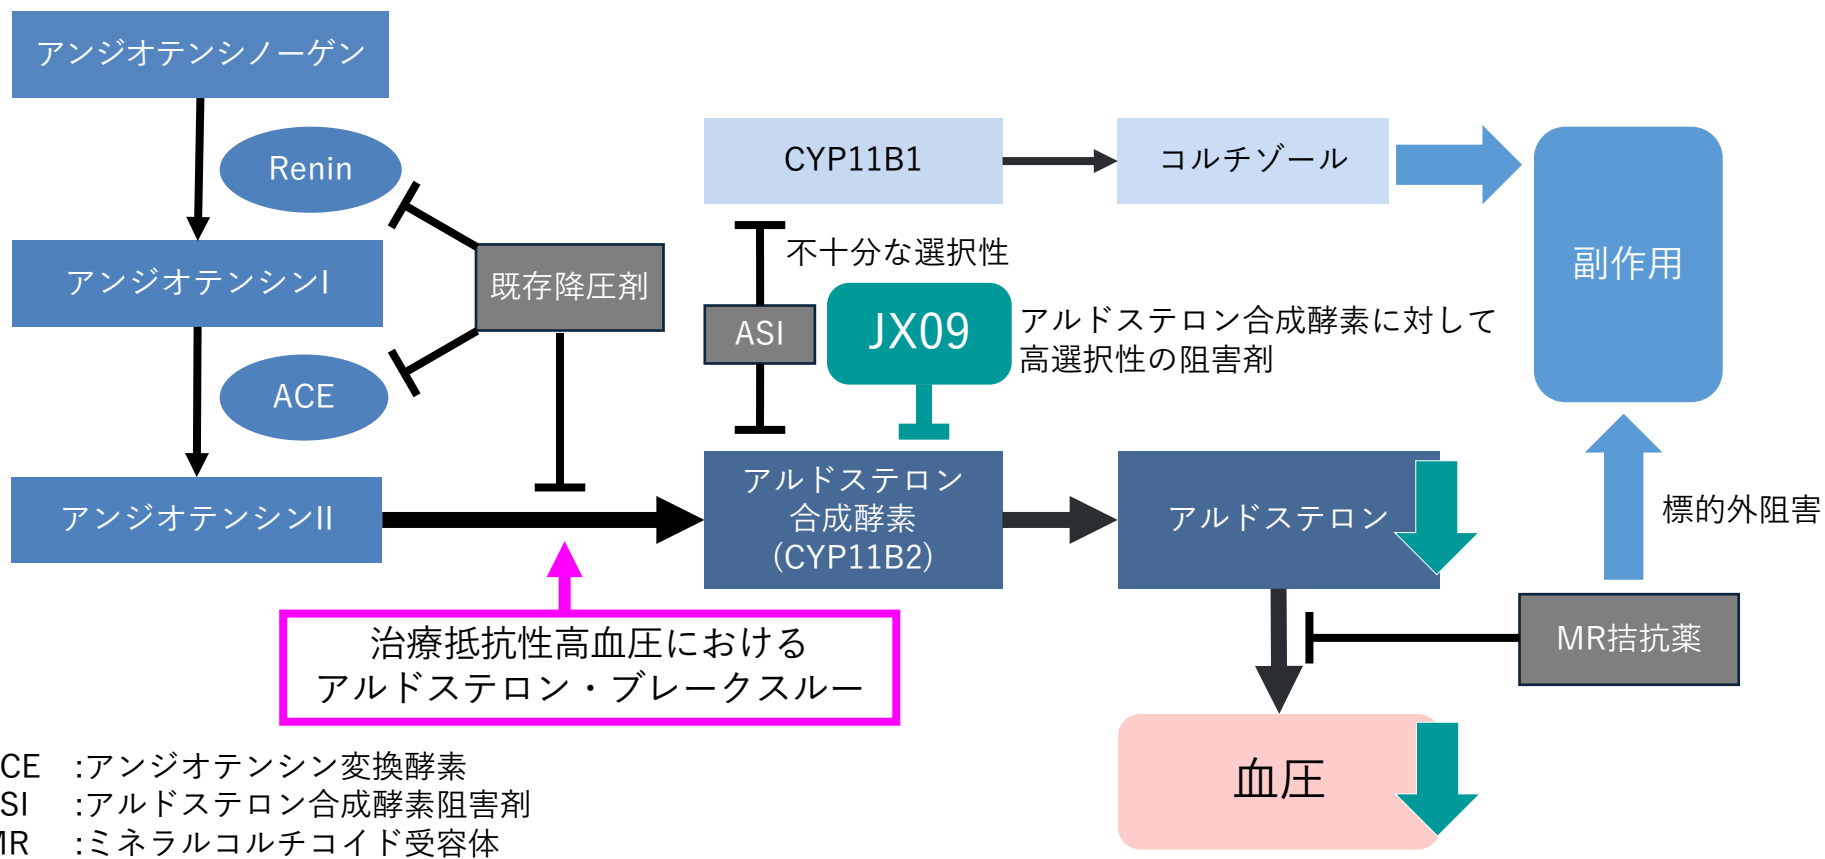 アンジオテンシノーゲン
Renin
アンジオテンシンI
ACE
アンジオテンシンII
既存降圧剤
CYP11B1
コルチゾール
副作用
不十分な選択性
ASI
JX09
アルドステロン合成酵素に対して
高選択性の阻害剤
アルドステロン
合成酵素
(CYP11B2)
アルドステロン
標的外阻害
MR拮抗薬
治療抵抗性高血圧における
アルドステロン・ブレークスルー
血圧
CE :アンジオテンシン変換酵素
SI :アルドステロン合成酵素阻害剤
MR :ミネラルコルチコイド受容体